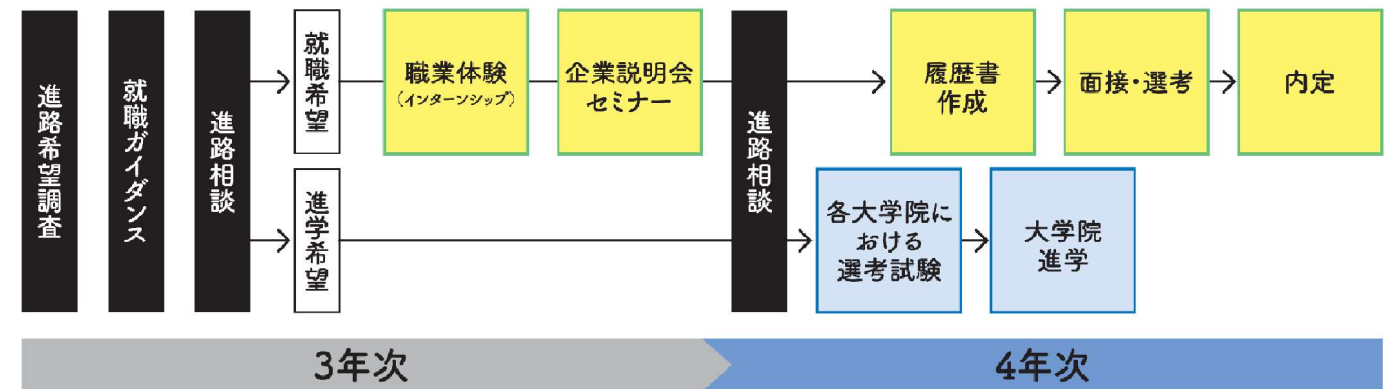 進路希望調査
就職ガイダンス
進路相談
就職希望
職業体験
(インターンシップ)
企業説明会
セミナー
進学希望
進路相談
履歴書
作成
面接・選考
内定
各大学院に
おける
選考試験
大学院
進学
3年次
4年次